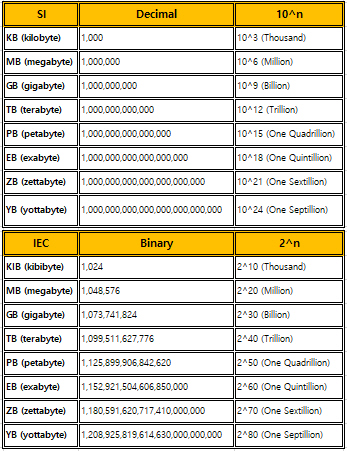 SI Decimal 10^n
KB (kilobyte) 1,000 10^3 (Thousand)
MB (megabyte) 1,000,000 10^6 (Million)
GB (gigabyte) 1,000,000,000 10^9 (Billion)
TB (terabyte) 1,000,000,000,000 10^12 (Trillion)
PB (petabyte) 1,000,000,000,000,000 10^15 (One Quadrillion)
EB (exabyte) 1,000,000,000,000,000,000 10^18 (One Quintillion)
ZB (zettabyte) 1,000,000,000,000,000,000,000 10^21 (One Sextillion)
YB (yottabyte) 1,000,000,000,000,000,000,000,000 10^24 (One Septillion)
IEC Binary 2^n
KIB (kibibyte) 1,024 2^10 (Thousand)
MB (megabyte) 1,048,576 2^20 (Million)
GB (gigabyte) 1,073,741,824 2^30 (Billion)
TB (terabyte) 1,099,511,627,776 2^40 (Trillion)
PB (petabyte) 1,125,899,906,842,620 2^50 (One Quadrillion)
EB (exabyte) 1,152,921,504,606,850,000 2^60 (One Quintillion)
ZB (zettabyte) 1,180,591,620,717,410,000,000 2^70 (One Sextillion)
YB (yottabyte) 1,208,925,819,614,630,000,000,000 2^80 (One Septillion)